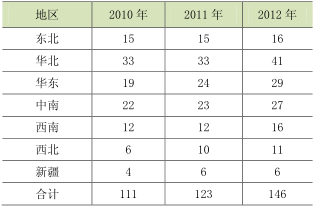 地区 2010 年 2011 年 2012 年
东北 15 15 16
华北 33 33 41
华东 19 24 29
中南 22 23 27
西南 12 12 16
西北 6 10 11
新疆 4 6 6
合计 111 123 146